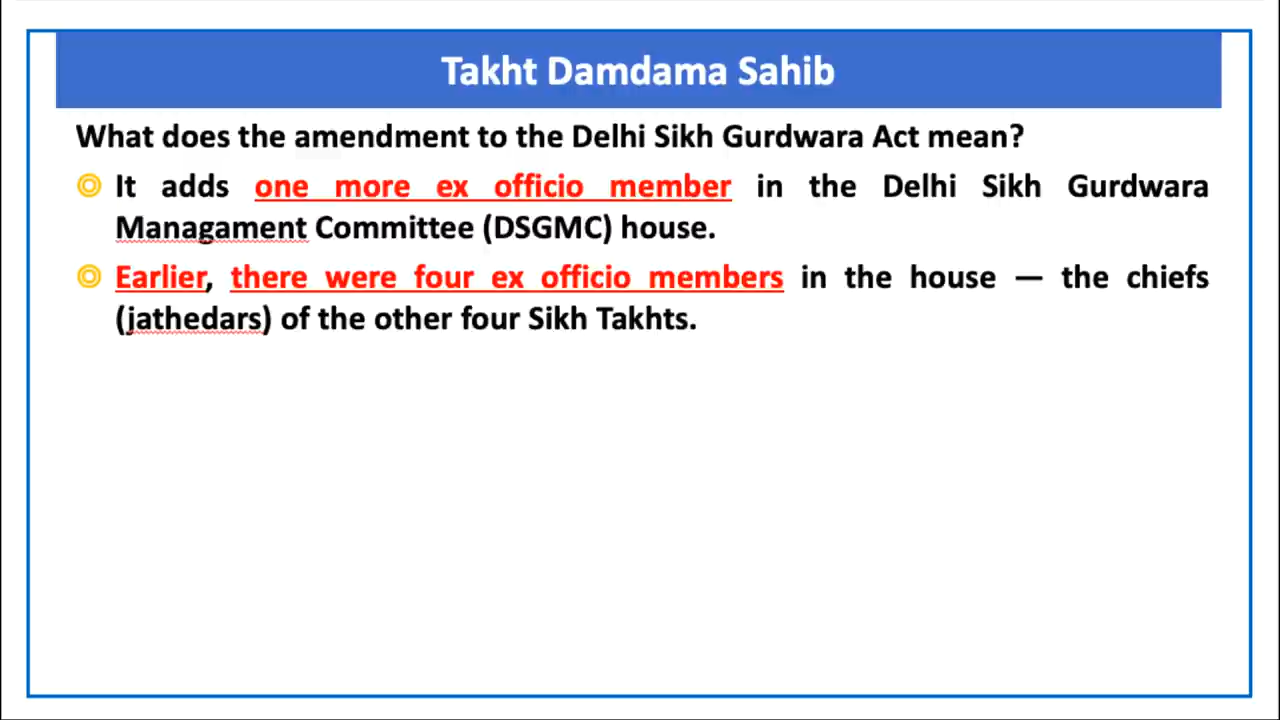 Takht Damdama Sahib
What does the amendment to the Delhi Sikh Gurdwara Act mean?
It adds one more ex officio member in the Delhi Sikh Gurdwara
Managament Committee (DSGMC) house.
Earlier, there were four ex officio members in the house — the chiefs
(jathedars) of the other four Sikh Takhts.